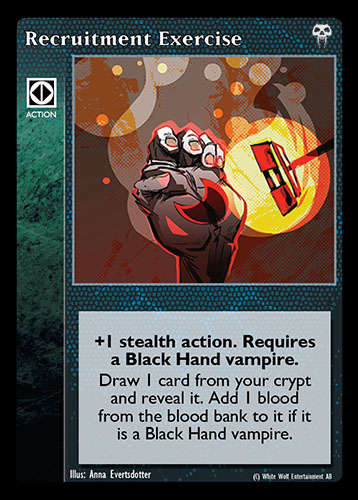 Recruitment Exercise
ACTION
+1 stealth action. Requires
a Black Hand vampire.
Draw 1 card from your crypt
and reveal it. Add 1 blood
from the blood bank to it if it
is a Black Hand vampire.
Illus: Anna Evertsdotter
(C) White Wolf Entertainment AB